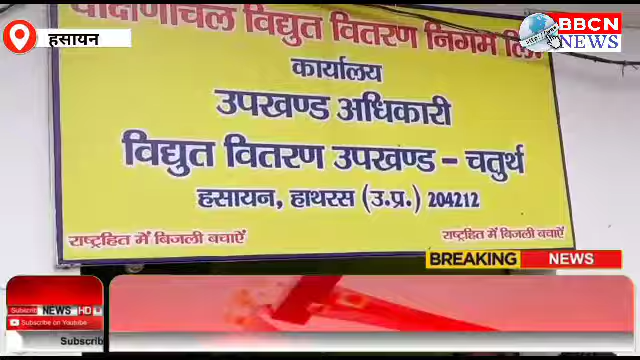 हसायन
BBCN
NEWS
विद्युत वितरण निगम लि.
कार्यालय
उपखण्ड अधिकारी
विद्युत वितरण उपखण्ड - चतुर्थ
हसायन, हाथरस (उ.प्र.) 204212
राष्ट्रहित में बिजली बचाऐं
राष्ट्रहित में बिजली बचाऐं
BREAKING NEWS
Subscrib NEWS HD
Subscribe on Youtube
Subscrib